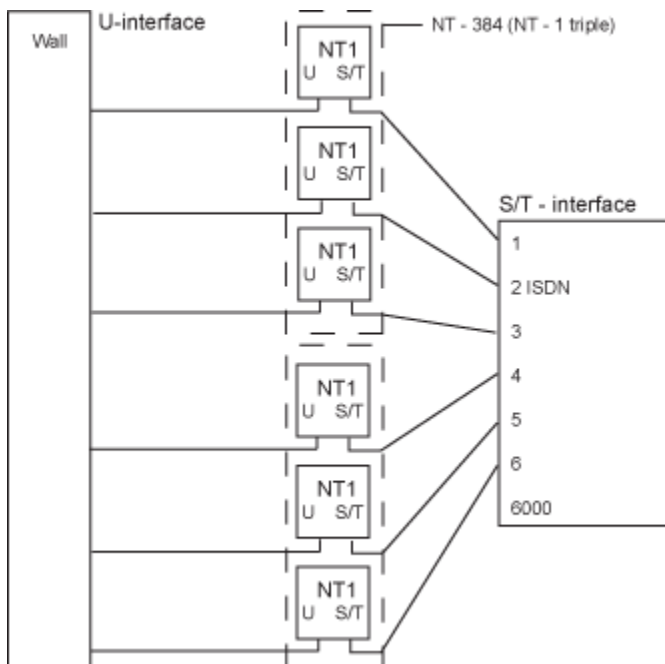 Wall
U-interface
NT - 384 (NT - 1 triple)
NT1
U S/T
NT1
U S/T
NT1
U S/T
NT1
U S/T
NT1
U S/T
NT1
U S/T
S/T - interface
1
2 ISDN
3
4
5
6
6000